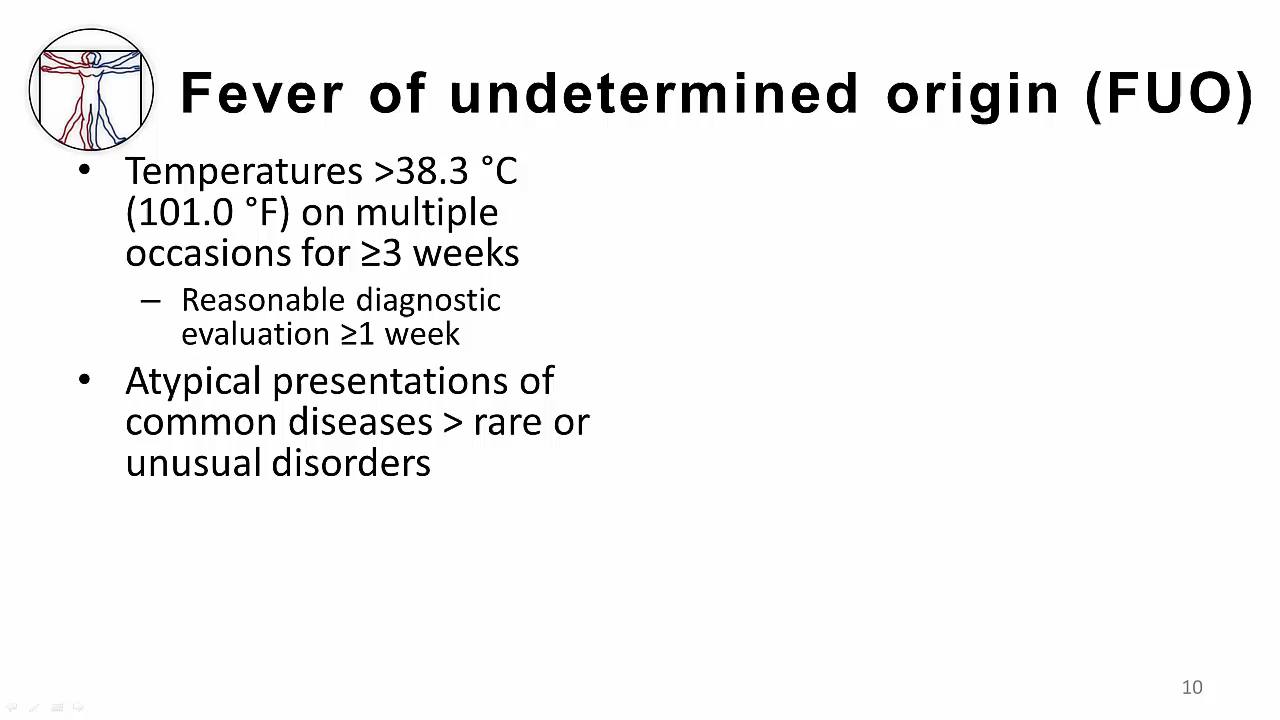 Fever of undetermined origin (FUO)
• Temperatures >38.3 °C
(101.0 °F) on multiple
occasions for ≥3 weeks
– Reasonable diagnostic
evaluation ≥1 week
• Atypical presentations of
common diseases > rare or
unusual disorders
10